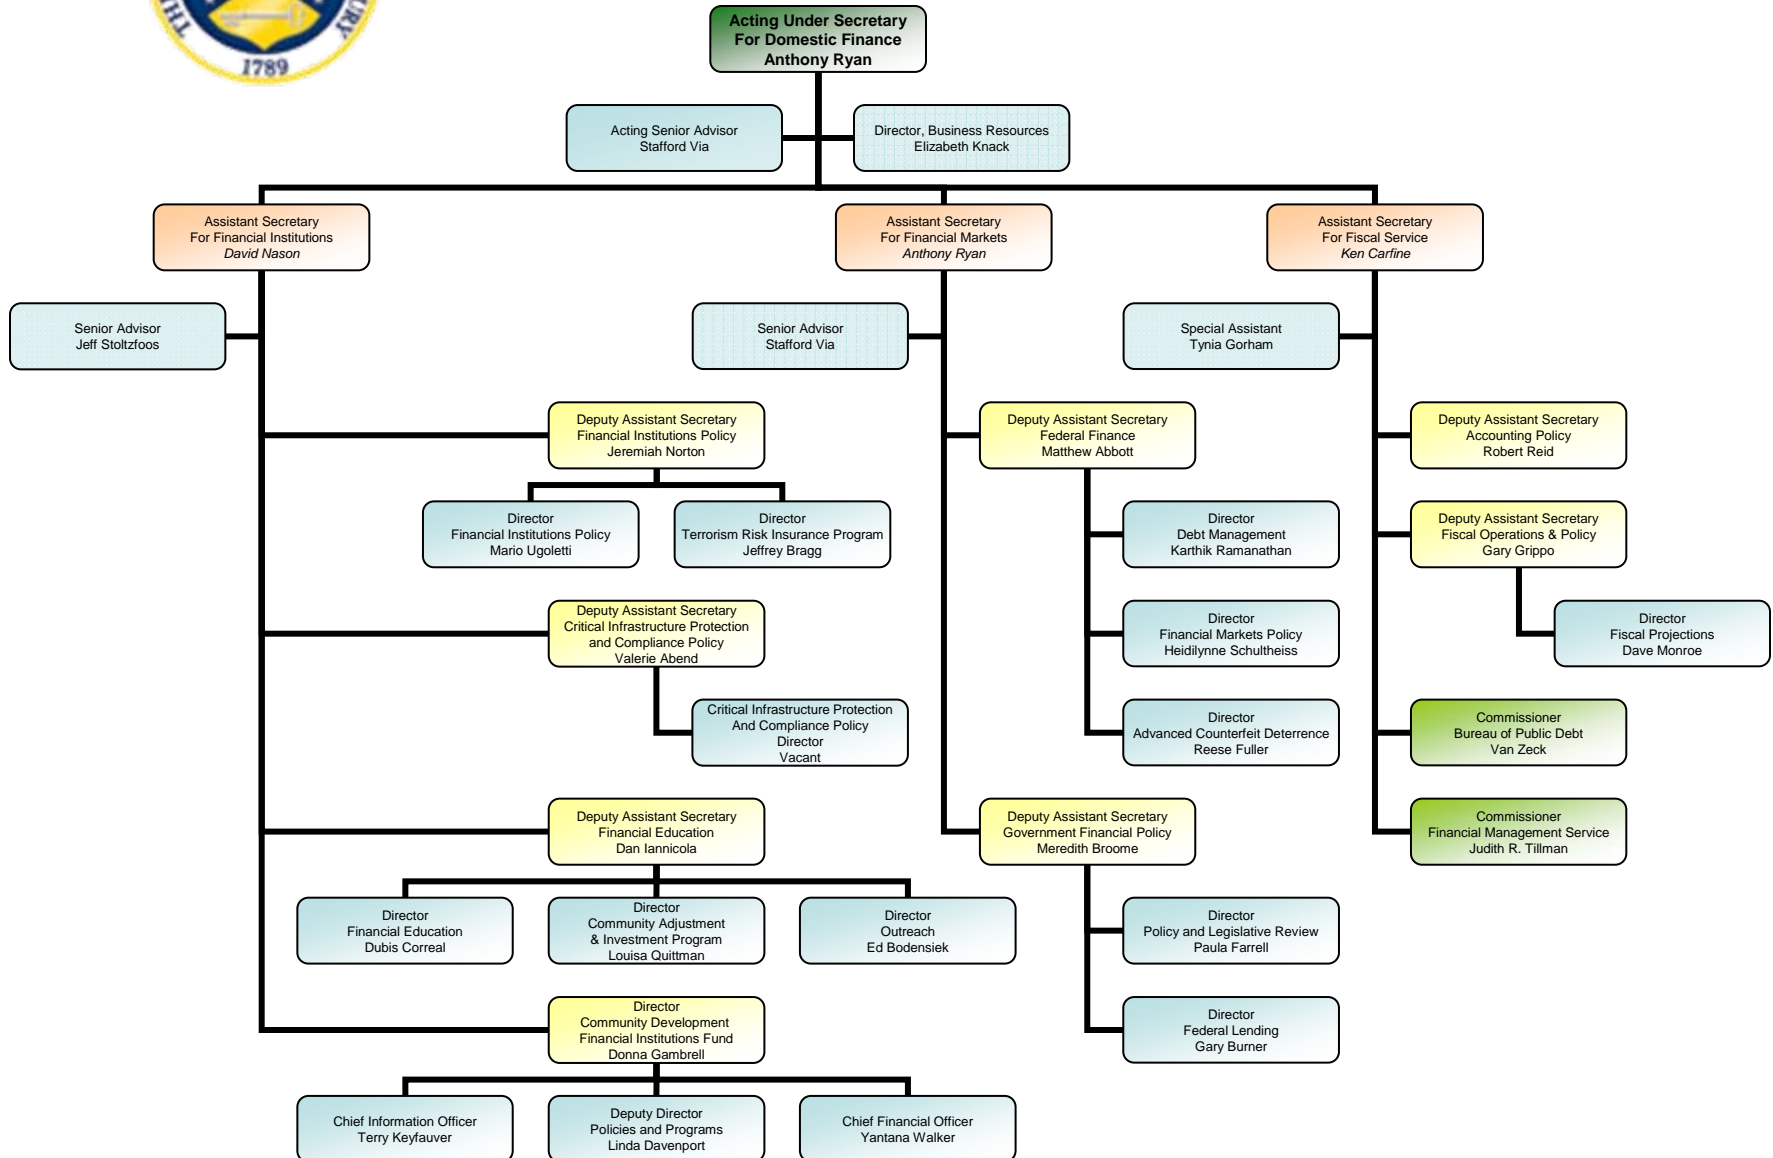 THE
URY
1789
Acting Under Secretary
For Domestic Finance
Anthony Ryan
Acting Senior Advisor
Stafford Via
Director, Business Resources
Elizabeth Knack
Assistant Secretary
For Financial Institutions
David Nason
Assistant Secretary
For Financial Markets
Anthony Ryan
Assistant Secretary
For Fiscal Service
Ken Carfine
Senior Advisor
Jeff Stoltzfoos
Senior Advisor
Stafford Via
Special Assistant
Tynia Gorham
Deputy Assistant Secretary
Financial Institutions Policy
Jeremiah Norton
Deputy Assistant Secretary
Federal Finance
Matthew Abbott
Deputy Assistant Secretary
Accounting Policy
Robert Reid
Director
Financial Institutions Policy
Mario Ugoletti
Director
Terrorism Risk Insurance Program
Jeffrey Bragg
Director
Debt Management
Karthik Ramanathan
Deputy Assistant Secretary
Fiscal Operations & Policy
Gary Grippo
Deputy Assistant Secretary
Critical Infrastructure Protection
and Compliance Policy
Valerie Abend
Director
Financial Markets Policy
Heidilynne Schultheiss
Director
Fiscal Projections
Dave Monroe
Critical Infrastructure Protection
And Compliance Policy
Director
Vacant
Director
Advanced Counterfeit Deterrence
Reese Fuller
Commissioner
Bureau of Public Debt
Van Zeck
Deputy Assistant Secretary
Financial Education
Dan Iannicola
Deputy Assistant Secretary
Government Financial Policy
Meredith Broome
Commissioner
Financial Management Service
Judith R. Tillman
Director
Financial Education
Dubis Correal
Director
Community Adjustment
& Investment Program
Louisa Quittman
Director
Outreach
Ed Bodensiek
Director
Policy and Legislative Review
Paula Farrell
Director
Community Development
Financial Institutions Fund
Donna Gambrell
Director
Federal Lending
Gary Burner
Chief Information Officer
Terry Keyfauver
Deputy Director
Policies and Programs
Linda Davenport
Chief Financial Officer
Yantana Walker